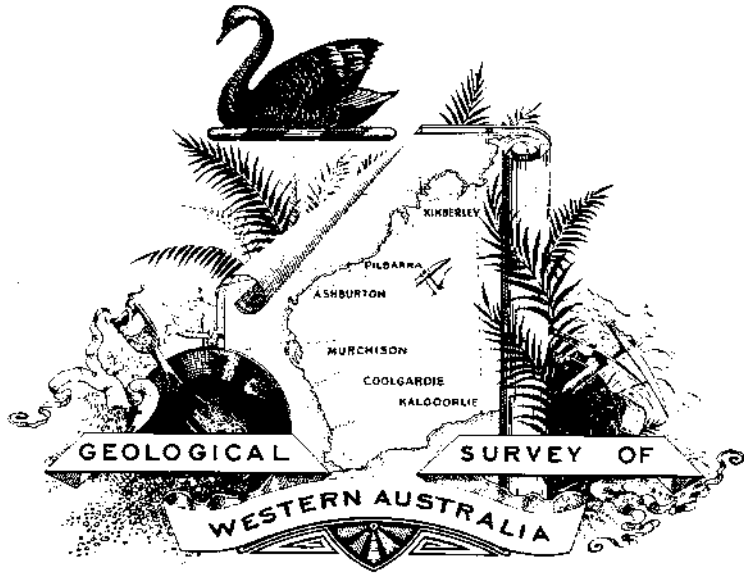 KIMBERLEY
PILBARRA
ASHBURTON
MURCHISON
COOLGARDIE
KALGOORLIE
GEOLOGICAL SURVEY OF
WESTERN AUSTRALIA